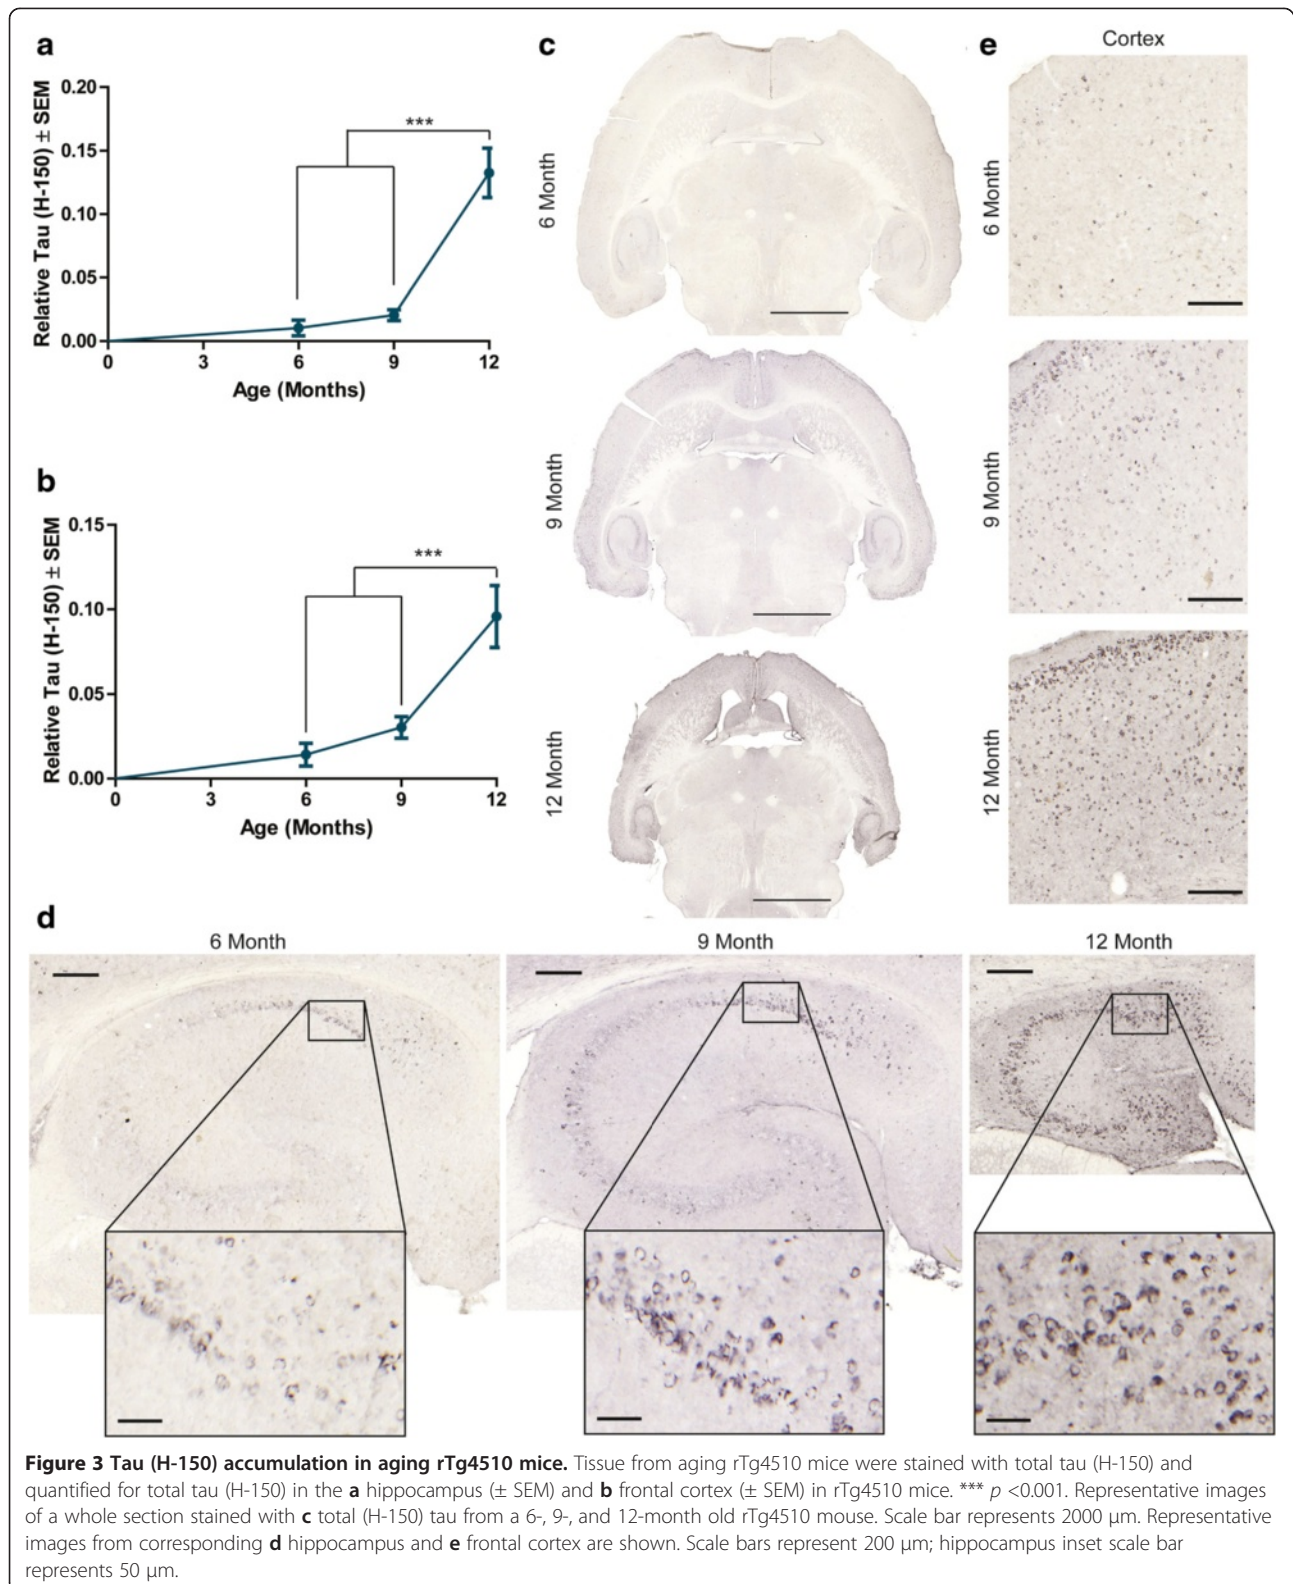 a
Relative Tau (H-150) ± SEM
0.20
0.15
0.10
0.05
0.00
***
0
3
6
9
12
Age (Months)
b
Relative Tau (H-150) ± SEM
0.15
0.10
0.05
0.00
***
0
3
6
9
12
Age (Months)
c
6 Month
9 Month
12 Month
e
Cortex
6 Month
9 Month
12 Month
d
6 Month
9 Month
12 Month
Figure 3 Tau (H-150) accumulation in aging rTg4510 mice. Tissue from aging rTg4510 mice were stained with total tau (H-150) and
quantified for total tau (H-150) in the a hippocampus (± SEM) and b frontal cortex (± SEM) in rTg4510 mice. *** p <0.001. Representative images
of a whole section stained with c total (H-150) tau from a 6-, 9-, and 12-month old rTg4510 mouse. Scale bar represents 2000 μm. Representative
images from corresponding d hippocampus and e frontal cortex are shown. Scale bars represent 200 μm; hippocampus inset scale bar
represents 50 μm.